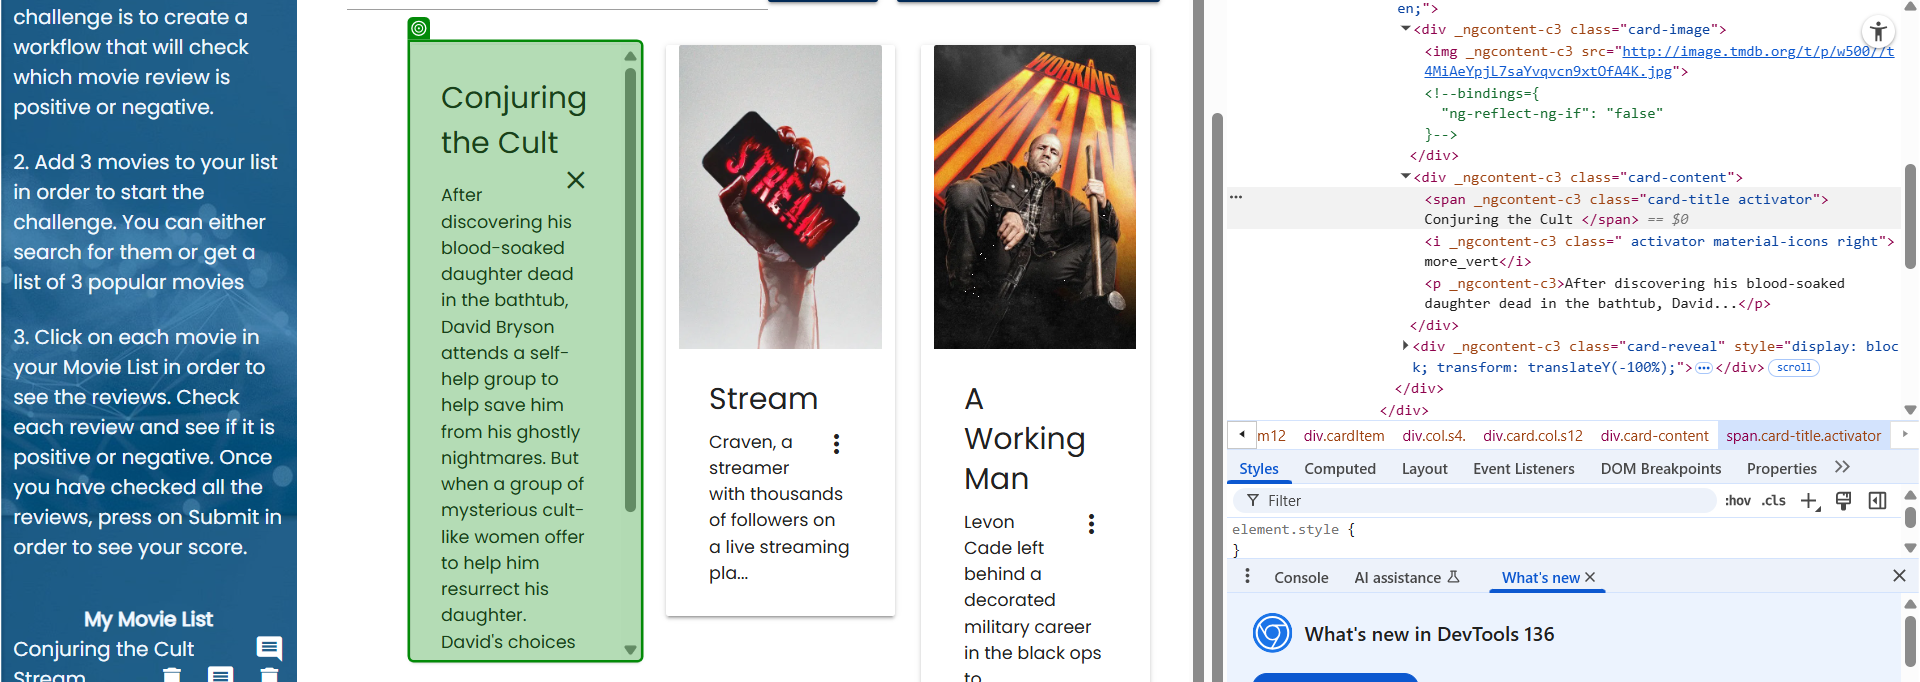 challenge is to create a
workflow that will check
which movie review is
positive or negative.
2. Add 3 movies to your list
in order to start the
challenge. You can either
search for them or get a
list of 3 popular movies
3. Click on each movie in
your Movie List in order to
see the reviews. Check
each review and see if it is
positive or negative. Once
you have checked all the
reviews, press on Submit in
order to see your score.
My Movie List
Conjuring the Cult
Stream
Conjuring
the Cult
After
discovering his
blood-soaked
daughter dead
in the bathtub,
David Bryson
attends a self-
help group to
help save him
from his ghostly
nightmares. But
when a group of
mysterious cult-
like women offer
to help him
resurrect his
daughter.
David's choices
STREAM
Stream
Craven, a
streamer
with thousands
of followers on
a live streaming
pla...
A
WORKING
MAN
A
Working
Man
Levon
Cade left
behind a
decorated
military career
in the black ops
to
en;">
<div _ngcontent-c3 class="card-image">
<img _ngcontent-c3 src="http://image.tmdb.org/t/p/w500//t
4MiAeYpjL7saYvqvcn9xtOfA4K.jpg">
<!--bindings={
"ng-reflect-ng-if": "false"
}-->
</div>
<div _ngcontent-c3 class="card-content">
<span _ngcontent-c3 class="card-title activator">
Conjuring the Cult </span> == $0
<i _ngcontent-c3 class=" activator material-icons right">
more_vert</i>
<p _ngcontent-c3>After discovering his blood-soaked
daughter dead in the bathtub, David...</p>
</div>
<div _ngcontent-c3 class="card-reveal" style="display: bloc
k; transform: translateY(-100%);">⋯</div> scroll
</div>
</div>
m12 div.cardItem div.col.s4. div.card.col.s12 div.card-content span.card-title.activator
Styles Computed Layout Event Listeners DOM Breakpoints Properties
Filter :hov .cls
element.style {
}
Console AI assistance What's new
What's new in DevTools 136